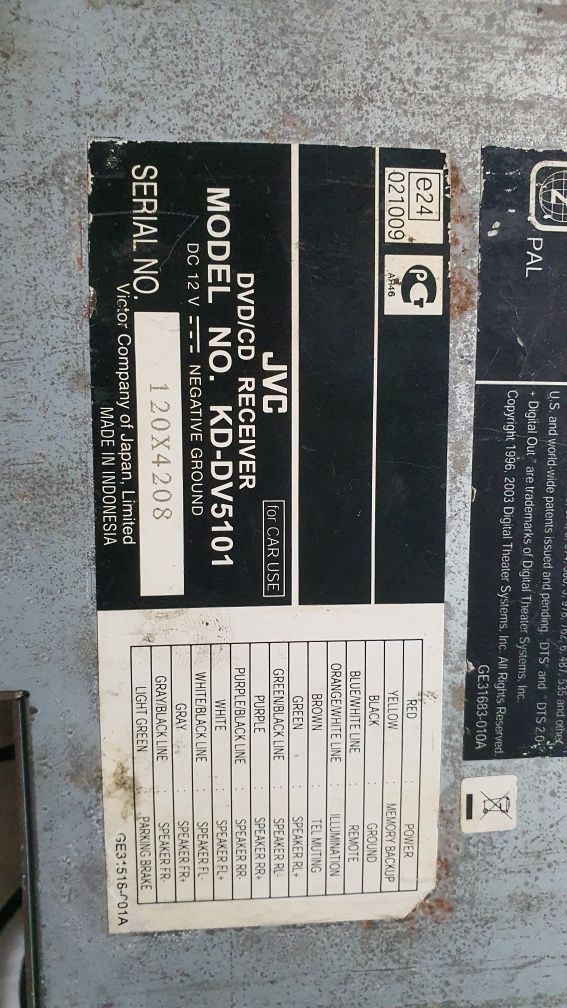 PAL
U.S. and world-wide patents issued and pending. "DTS" and "DTS 2.0
+ Digital Out " are trademarks of Digital Theater Systems, Inc.
Copyright 1996, 2003 Digital Theater Systems, Inc. All Rights Reserved.
GE31683-010A
e24
021009
PCT
AR46
JVC
for CAR USE
DVD/CD RECEIVER
MODEL NO. KD-DV5101
DC 12 V NEGATIVE GROUND
SERIAL NO. 120X4208
Victor Company of Japan, Limited
MADE IN INDONESIA
RED : POWER
YELLOW : MEMORY BACKUP
BLACK : GROUND
BLUE/WHITE LINE : REMOTE
ORANGE/WHITE LINE : ILLUMINATION
BROWN : TEL MUTING
GREEN : SPEAKER RL+
GREEN/BLACK LINE : SPEAKER RL-
PURPLE : SPEAKER RR+
PURPLE/BLACK LINE : SPEAKER RR-
WHITE : SPEAKER FL+
WHITE/BLACK LINE : SPEAKER FL-
GRAY : SPEAKER FR+
GRAY/BLACK LINE : SPEAKER FR-
LIGHT GREEN : PARKING BRAKE
GE31516-001A